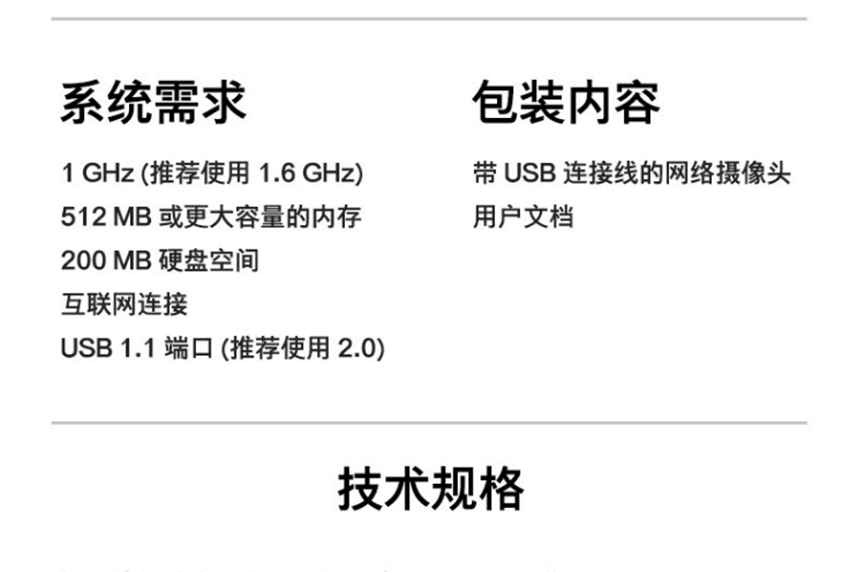 系统需求
1 GHz (推荐使用 1.6 GHz)
512 MB 或更大容量的内存
200 MB 硬盘空间
互联网连接
USB 1.1 端口 (推荐使用 2.0)
包装内容
带 USB 连接线的网络摄像头
用户文档
技术规格